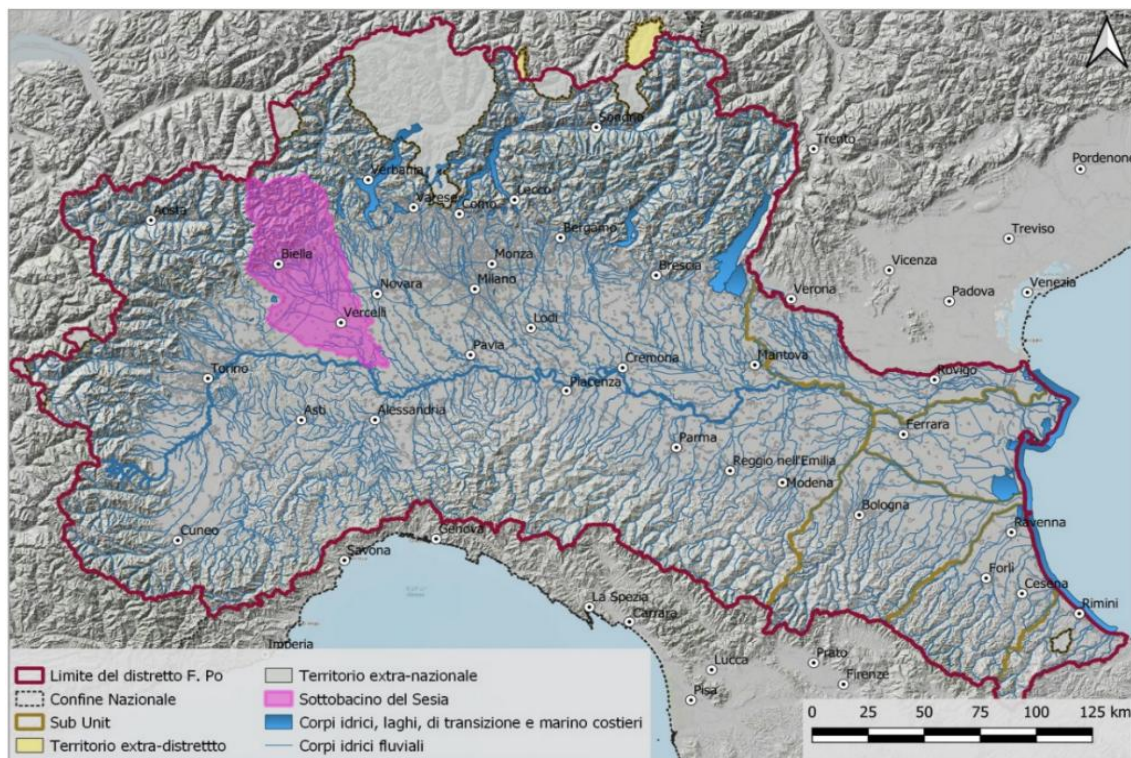 Sondrio
Trento
Pordenone
Verbania
Aosta
Varese
Como
Lecco
Treviso
Bergamo
Biella
Monza
Vicenza
Brescia
Milano
Novara
Verona
Padova
Venezia
Vercelli
Lodi
Pavia
Cremona
Mantova
Torino
Piacenza
Rovigo
Asti
Alessandria
Ferrara
Parma
Reggio nell'Emilia
Modena
Bologna
Ravenna
Cuneo
Genova
Savona
Forlì
Cesena
La Spezia
Rimini
Carrara
Imperia
Lucca
Prato
Firenze
Pisa
Limite del distretto F. Po
Confine Nazionale
Sub Unit
Territorio extra-distrettto
Territorio extra-nazionale
Sottobacino del Sesia
Corpi idrici, laghi, di transizione e marino costieri
Corpi idrici fluviali
0 25 50 75 100 125 km